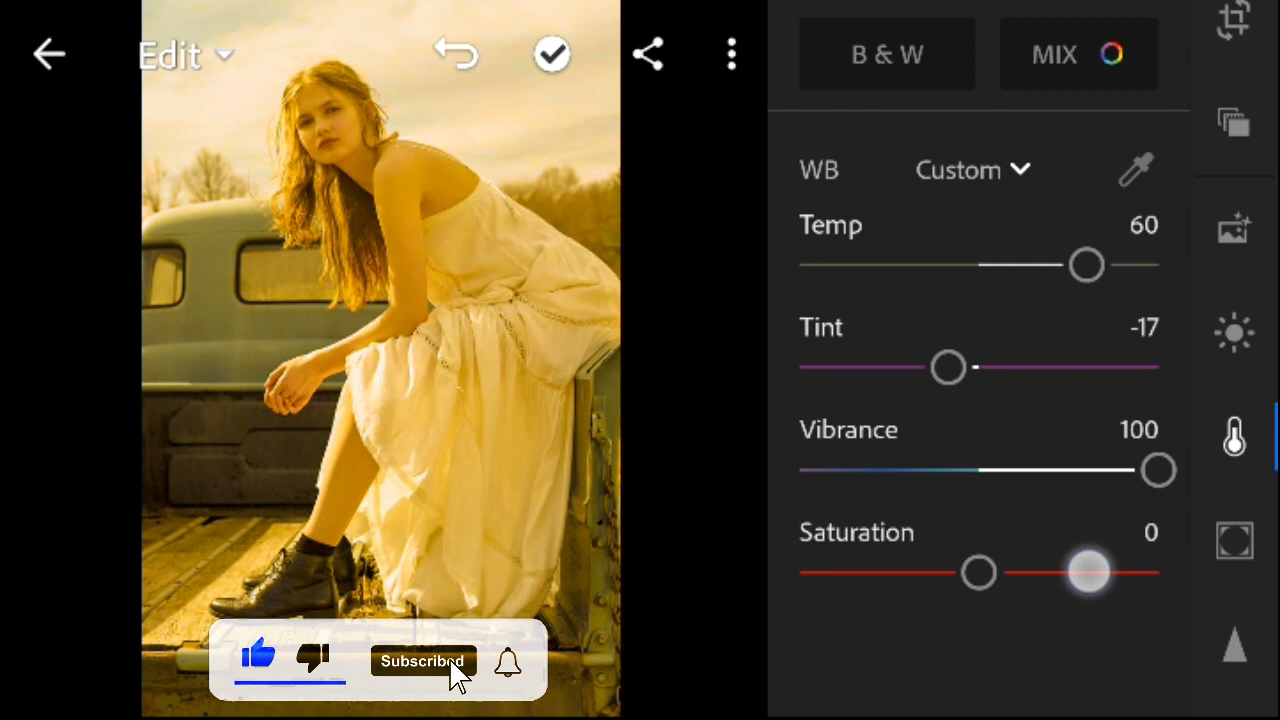 Edit
B & W
MIX
WB Custom
Temp 60
Tint -17
Vibrance 100
Saturation 0
Subscribed